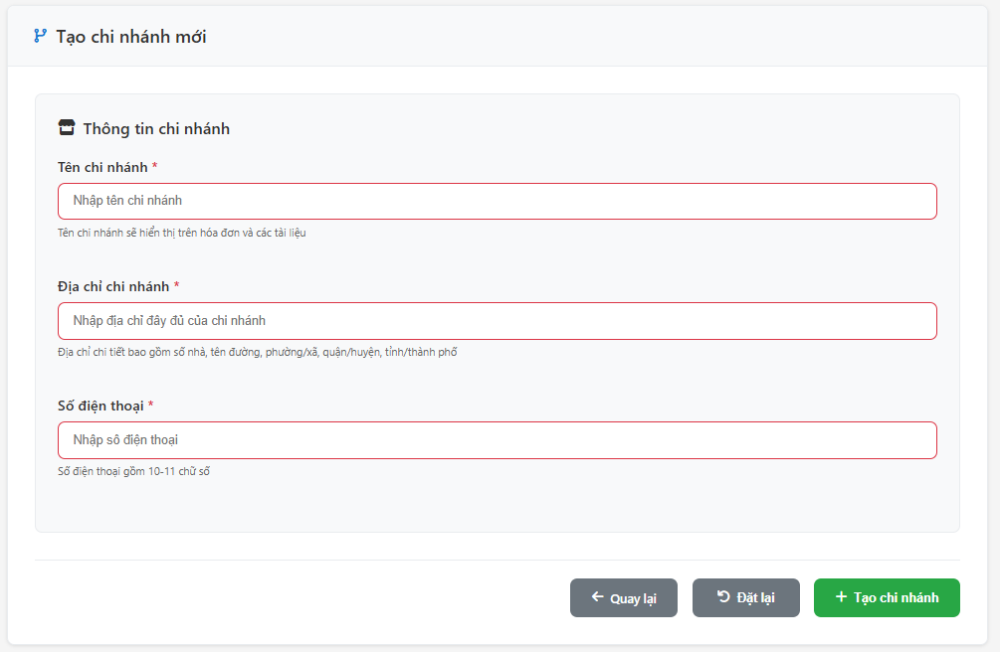 Tạo chi nhánh mới
Thông tin chi nhánh
Tên chi nhánh *
Nhập tên chi nhánh
Tên chi nhánh sẽ hiển thị trên hóa đơn và các tài liệu
Địa chỉ chi nhánh *
Nhập địa chỉ đầy đủ của chi nhánh
Địa chỉ chi tiết bao gồm số nhà, tên đường, phường/xã, quận/huyện, tỉnh/thành phố
Số điện thoại *
Nhập số điện thoại
Số điện thoại gồm 10-11 chữ số
Quay lại
Đặt lại
Tạo chi nhánh